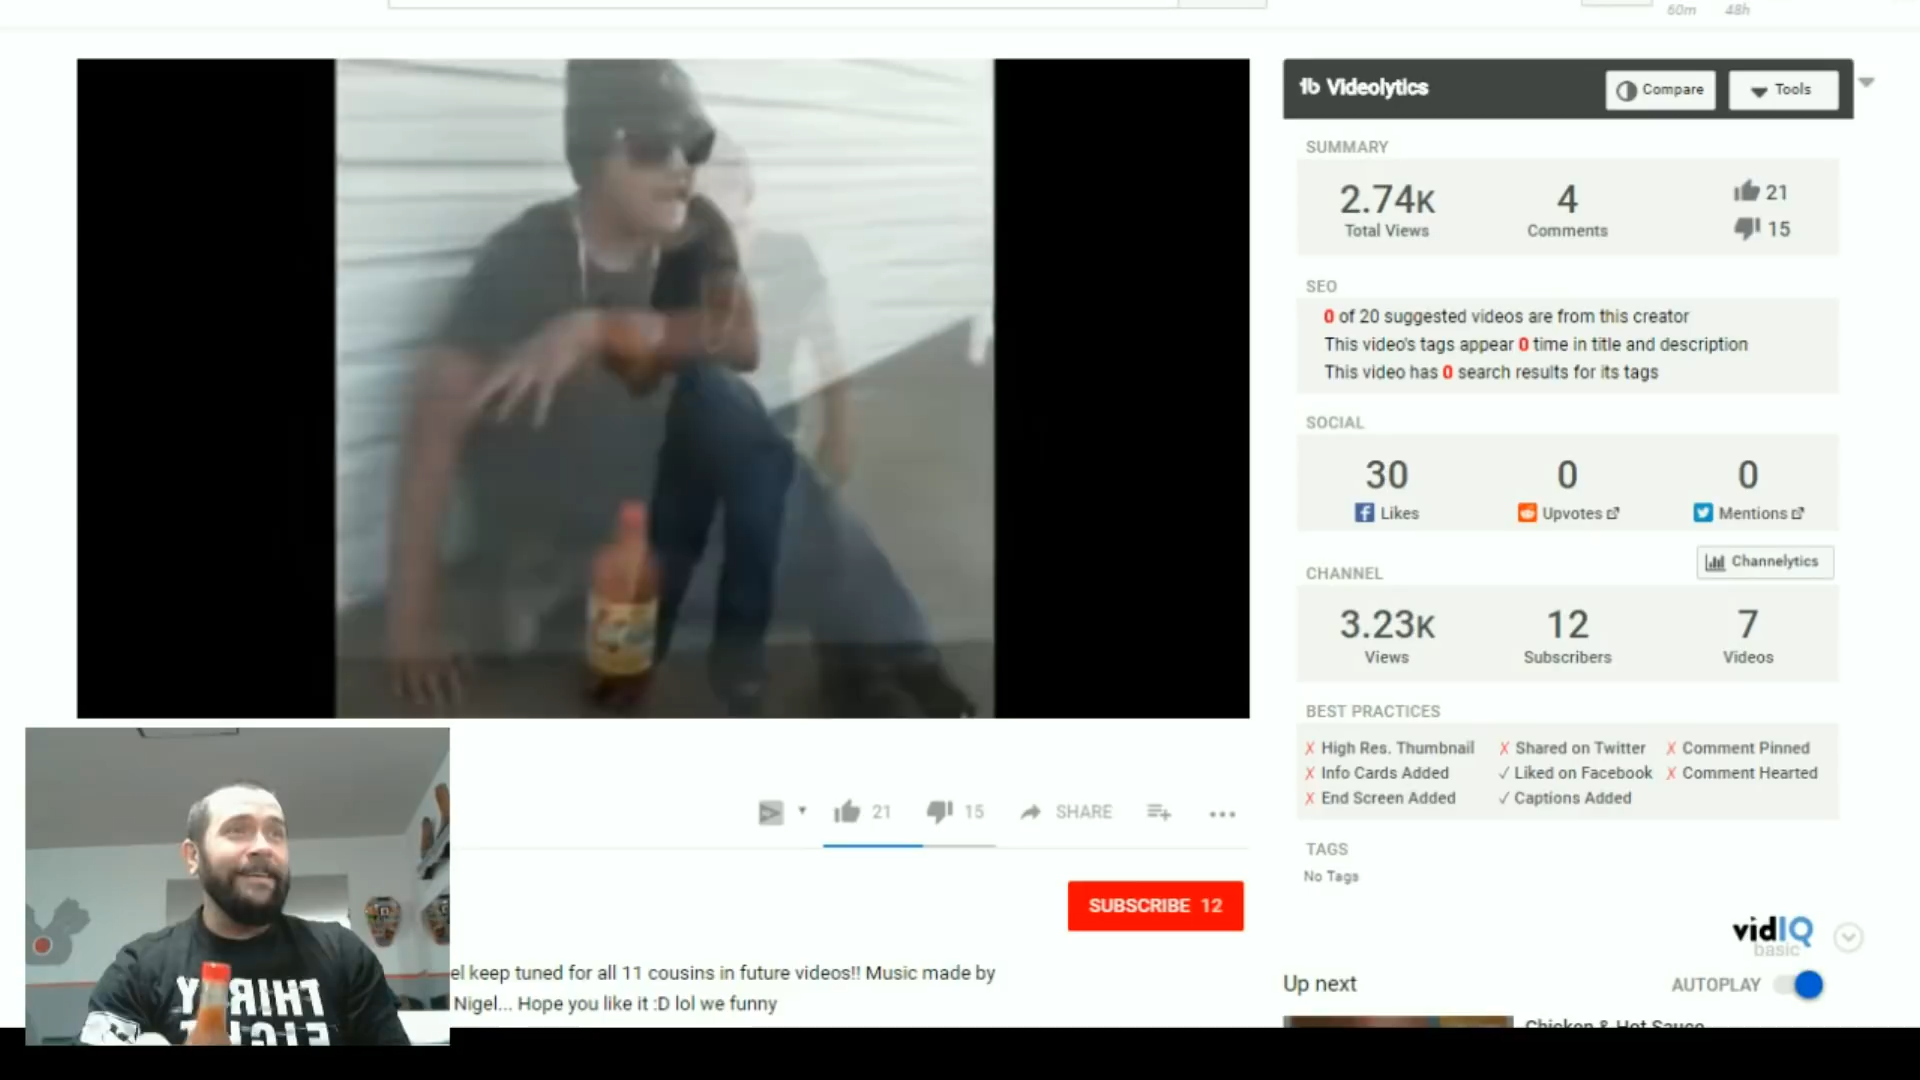 60m 48h
Videolytics
Compare
Tools
SUMMARY
2.74K
Total Views
4
Comments
21
15
SEO
0 of 20 suggested videos are from this creator
This video's tags appear 0 time in title and description
This video has 0 search results for its tags
SOCIAL
30
Likes
0
Upvotes
0
Mentions
CHANNEL
Channelytics
3.23K
Views
12
Subscribers
7
Videos
BEST PRACTICES
X High Res. Thumbnail
X Shared on Twitter
X Comment Pinned
X Info Cards Added
✓ Liked on Facebook
X Comment Hearted
X End Screen Added
✓ Captions Added
TAGS
No Tags
vidIQ
basic
Up next
AUTOPLAY
Chicken & Hot Sauce
21
15
SHARE
SUBSCRIBE 12
el keep tuned for all 11 cousins in future videos!! Music made by
Nigel... Hope you like it :D lol we funny
THIRTY
EIGHT